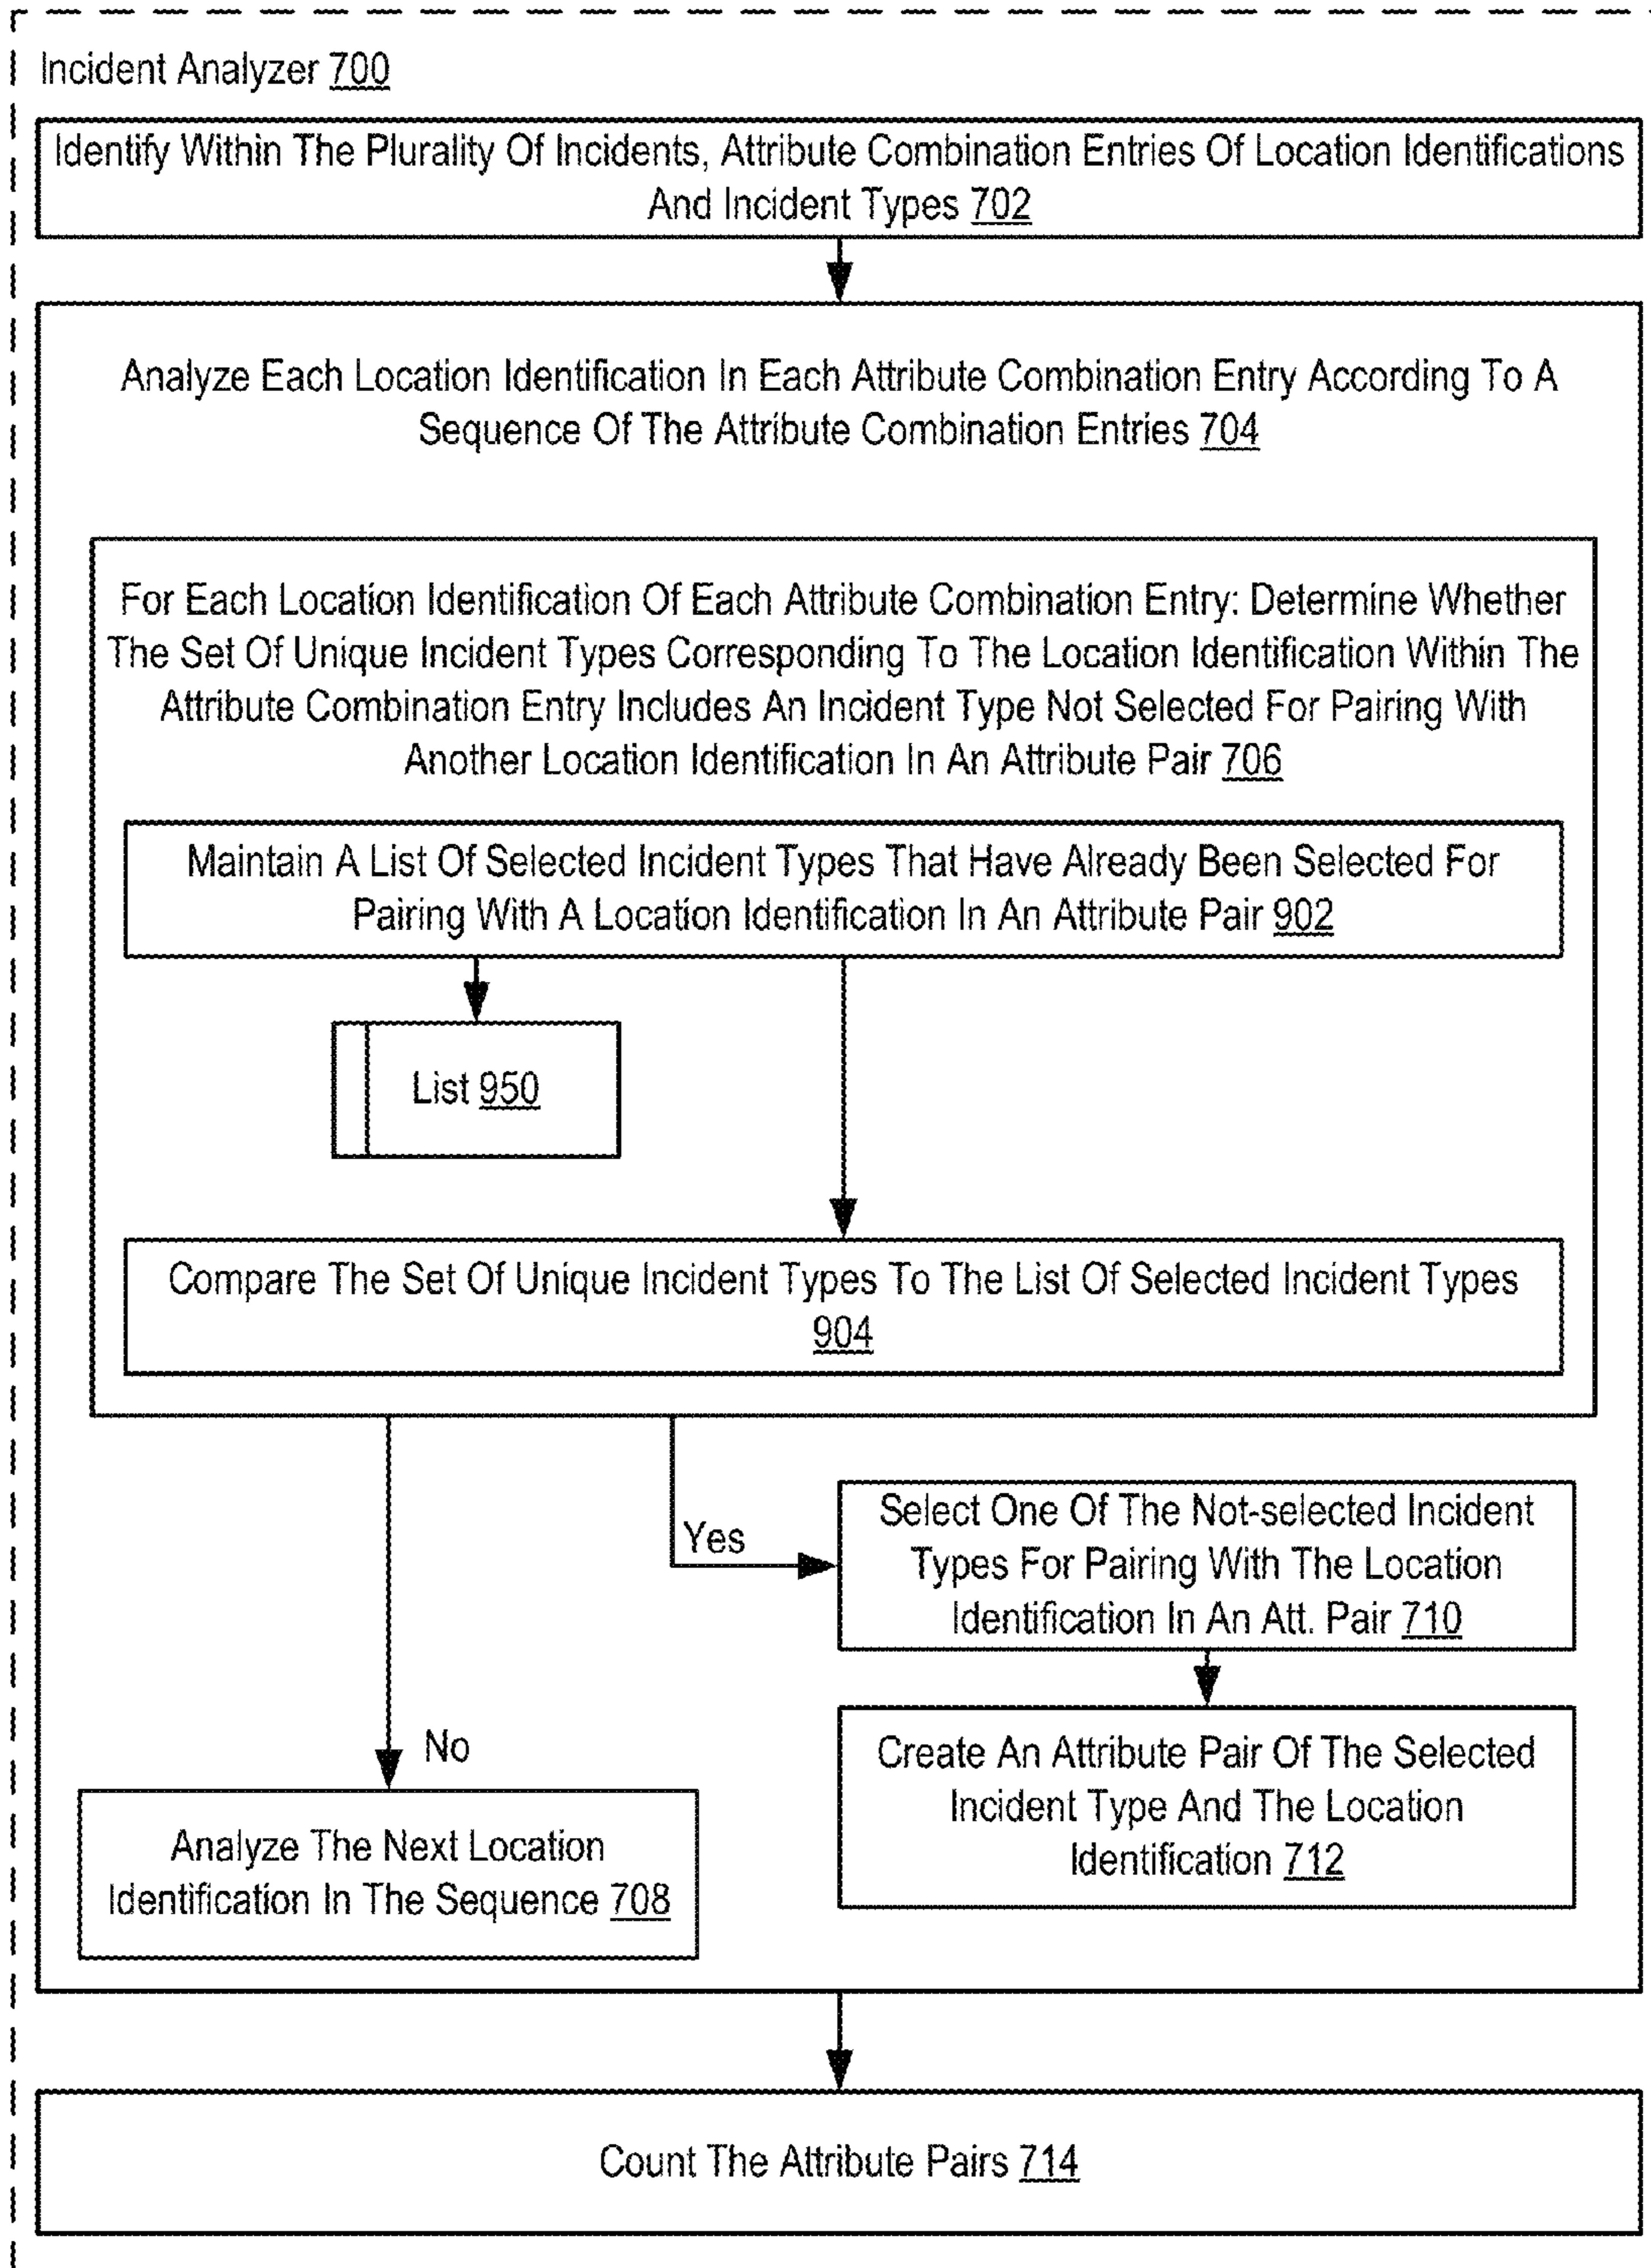 Incident Analyzer 700
Identify Within The Plurality Of Incidents, Attribute Combination Entries Of Location Identifications
And Incident Types 702
Analyze Each Location Identification In Each Attribute Combination Entry According To A
Sequence Of The Attribute Combination Entries 704
For Each Location Identification Of Each Attribute Combination Entry: Determine Whether
The Set Of Unique Incident Types Corresponding To The Location Identification Within The
Attribute Combination Entry Includes An Incident Type Not Selected For Pairing With
Another Location Identification In An Attribute Pair 706
Maintain A List Of Selected Incident Types That Have Already Been Selected For
Pairing With A Location Identification In An Attribute Pair 902
List 950
Compare The Set Of Unique Incident Types To The List Of Selected Incident Types
904
Yes
Select One Of The Not-selected Incident
Types For Pairing With The Location
Identification In An Att. Pair 710
No
Create An Attribute Pair Of The Selected
Incident Type And The Location
Identification 712
Analyze The Next Location
Identification In The Sequence 708
Count The Attribute Pairs 714